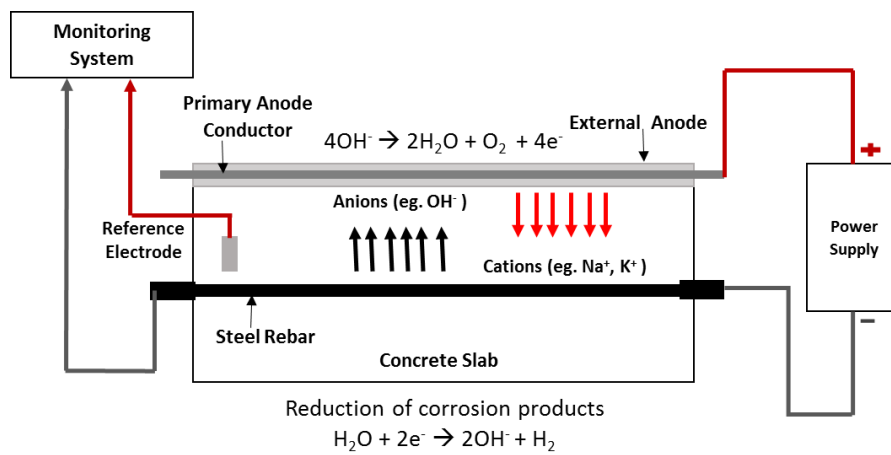 Monitoring
System
Primary Anode
Conductor
4OH⁻ → 2H₂O + O₂ + 4e⁻
External Anode
+
Anions (eg. OH⁻ )
Reference
Electrode
Power
Supply
Cations (eg. Na⁺, K⁺ )
−
Steel Rebar
Concrete Slab
Reduction of corrosion products
H₂O + 2e⁻ → 2OH⁻ + H₂